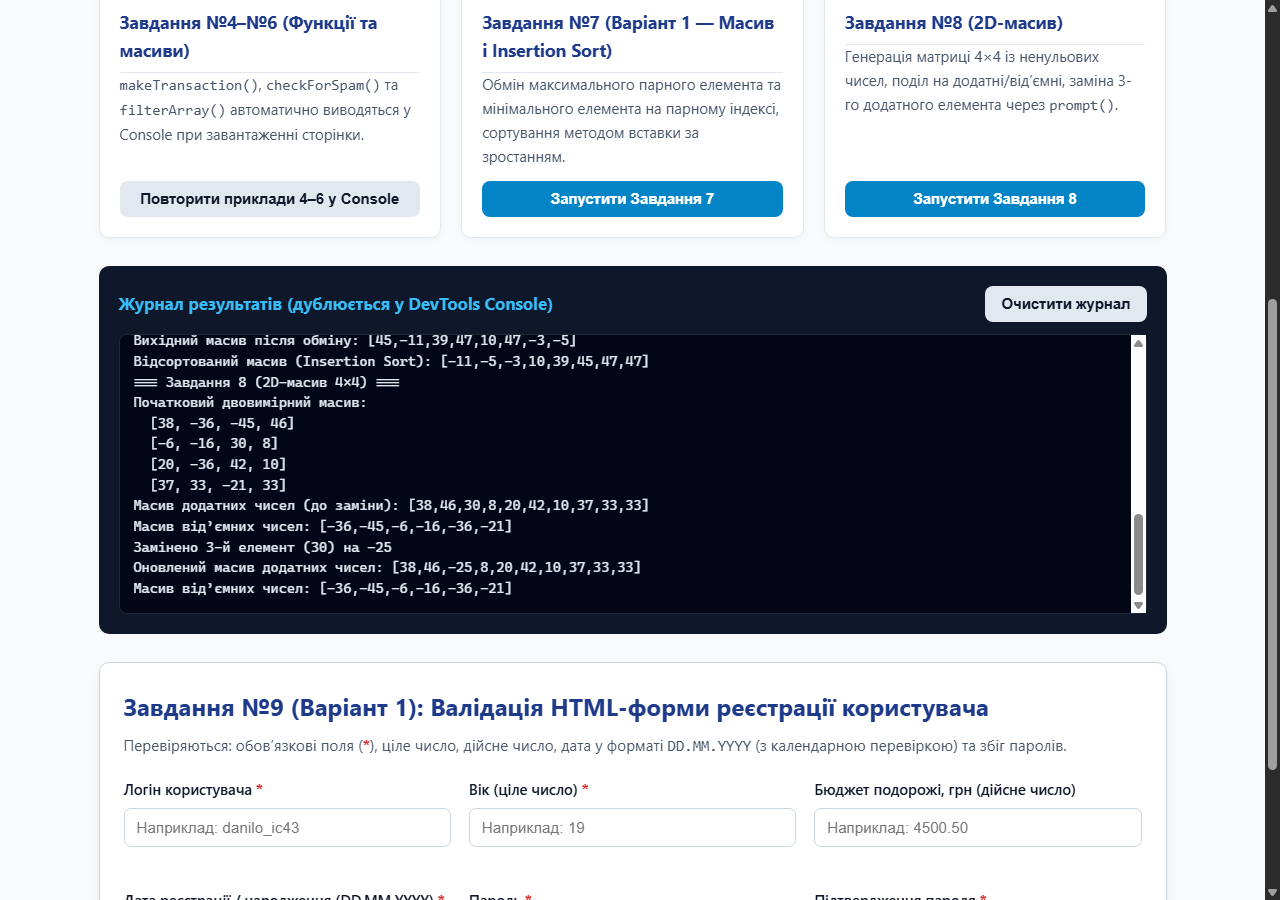 Завдання №4–№6 (Функції та
масиви)
makeTransaction(), checkForSpam() та
filterArray() автоматично виводяться у
Console при завантаженні сторінки.
Повторити приклади 4–6 у Console
Завдання №7 (Варіант 1 — Масив
і Insertion Sort)
Обмін максимального парного елемента та
мінімального елемента на парному індексі,
сортування методом вставки за
зростанням.
Запустити Завдання 7
Завдання №8 (2D-масив)
Генерація матриці 4×4 із ненульових
чисел, поділ на додатні/від’ємні, заміна 3-
го додатного елемента через prompt().
Запустити Завдання 8
Журнал результатів (дублюється у DevTools Console)
Очистити журнал
Вихідний масив після обміну: [45,-11,39,47,10,47,-3,-5]
Відсортований масив (Insertion Sort): [-11,-5,-3,10,39,45,47,47]
=== Завдання 8 (2D-масив 4×4) ===
Початковий двовимірний масив:
[38, -36, -45, 46]
[-6, -16, 30, 8]
[20, -36, 42, 10]
[37, 33, -21, 33]
Масив додатних чисел (до заміни): [38,46,30,8,20,42,10,37,33,33]
Масив від’ємних чисел: [-36,-45,-6,-16,-36,-21]
Замінено 3-й елемент (30) на -25
Оновлений масив додатних чисел: [38,46,-25,8,20,42,10,37,33,33]
Масив від’ємних чисел: [-36,-45,-6,-16,-36,-21]
Завдання №9 (Варіант 1): Валідація HTML-форми реєстрації користувача
Перевіряються: обов’язкові поля (*), ціле число, дійсне число, дата у форматі DD.MM.YYYY (з календарною перевіркою) та збіг паролів.
Логін користувача *
Вік (ціле число) *
Бюджет подорожі, грн (дійсне число)
Наприклад: danilo_ic43
Наприклад: 19
Наприклад: 4500.50
Дата реєстрації / народження (DD.MM.YYYY) *
Пароль *
Підтвердження пароля *